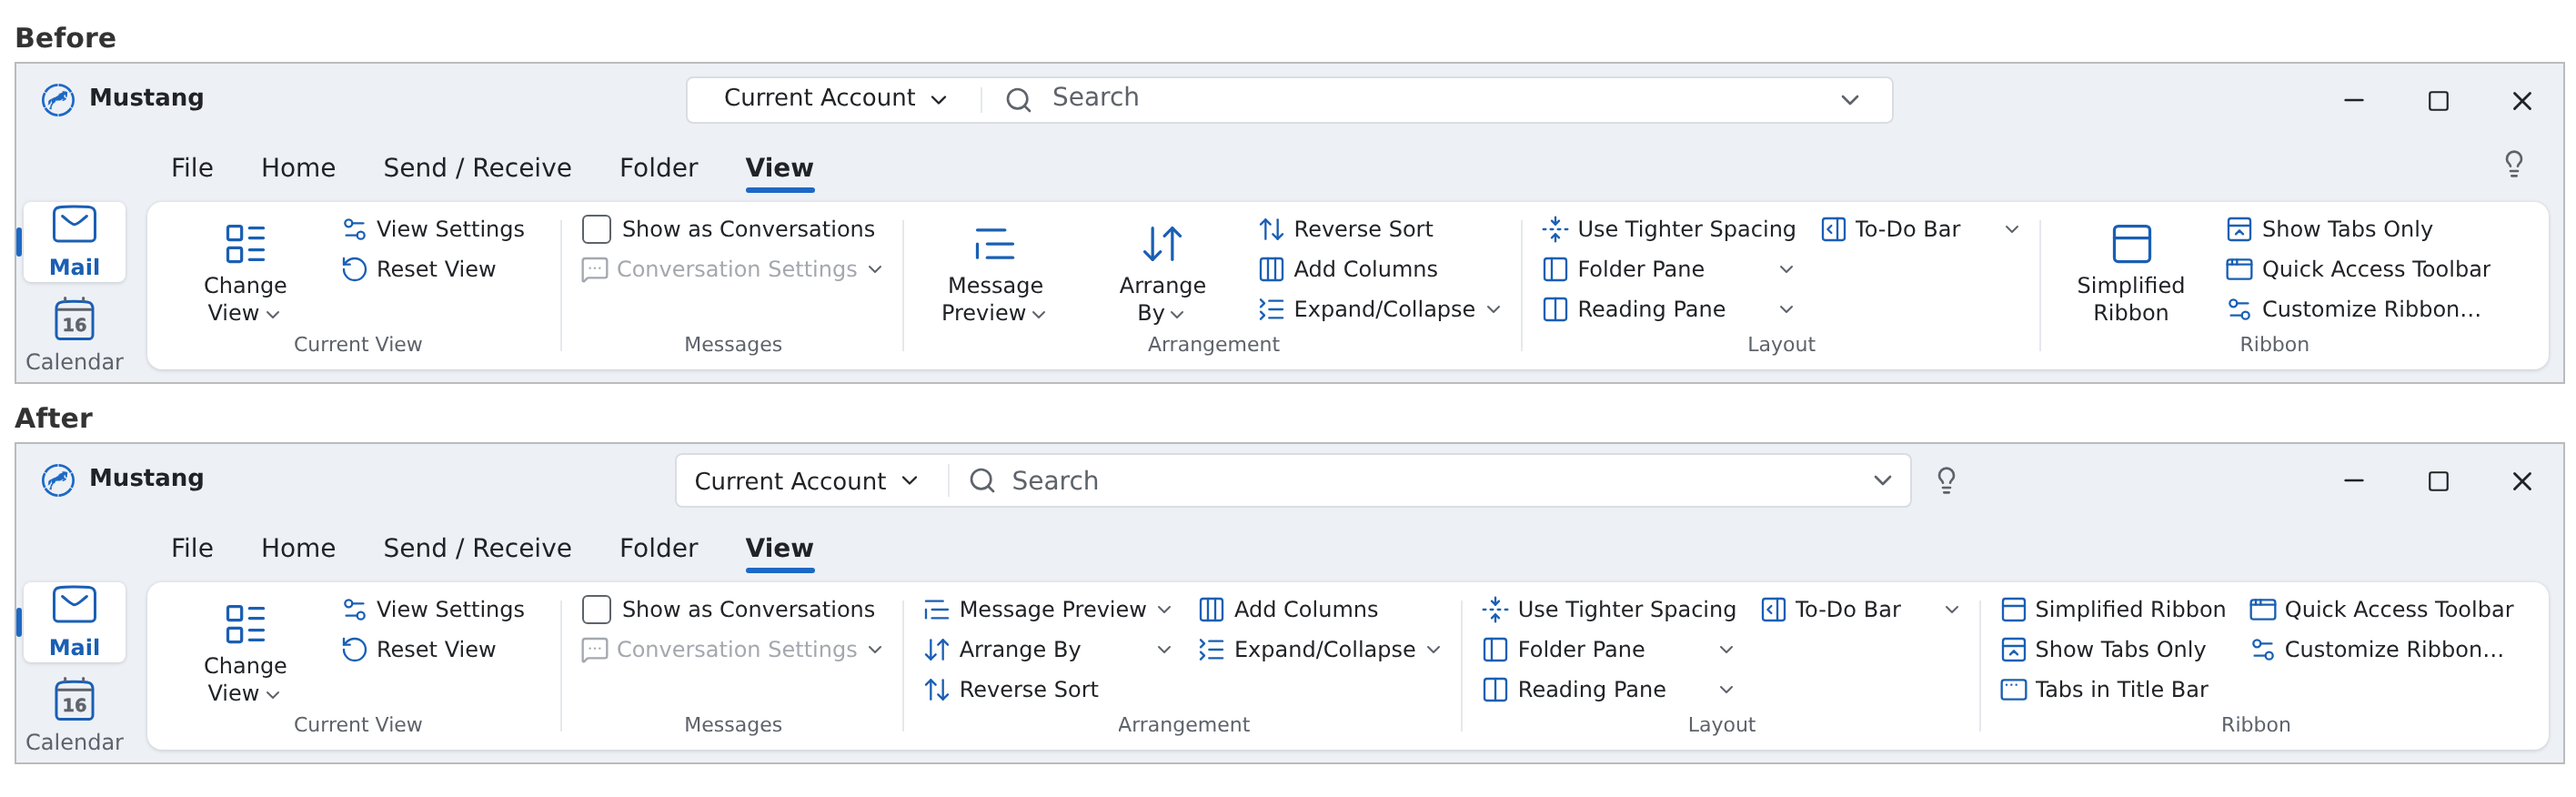 Before
Mustang
Current Account
Search
File Home Send / Receive Folder View
Mail
16
Calendar
Change
View
View Settings
Reset View
Current View
Show as Conversations
Conversation Settings
Messages
Message
Preview
Arrange
By
Reverse Sort
Add Columns
Expand/Collapse
Arrangement
Use Tighter Spacing
Folder Pane
Reading Pane
To-Do Bar
Layout
Simplified
Ribbon
Show Tabs Only
Quick Access Toolbar
Customize Ribbon...
Ribbon
After
Mustang
Current Account
Search
File Home Send / Receive Folder View
Mail
16
Calendar
Change
View
View Settings
Reset View
Current View
Show as Conversations
Conversation Settings
Messages
Message Preview
Arrange By
Reverse Sort
Add Columns
Expand/Collapse
Arrangement
Use Tighter Spacing
Folder Pane
Reading Pane
To-Do Bar
Layout
Simplified Ribbon
Show Tabs Only
Tabs in Title Bar
Quick Access Toolbar
Customize Ribbon...
Ribbon